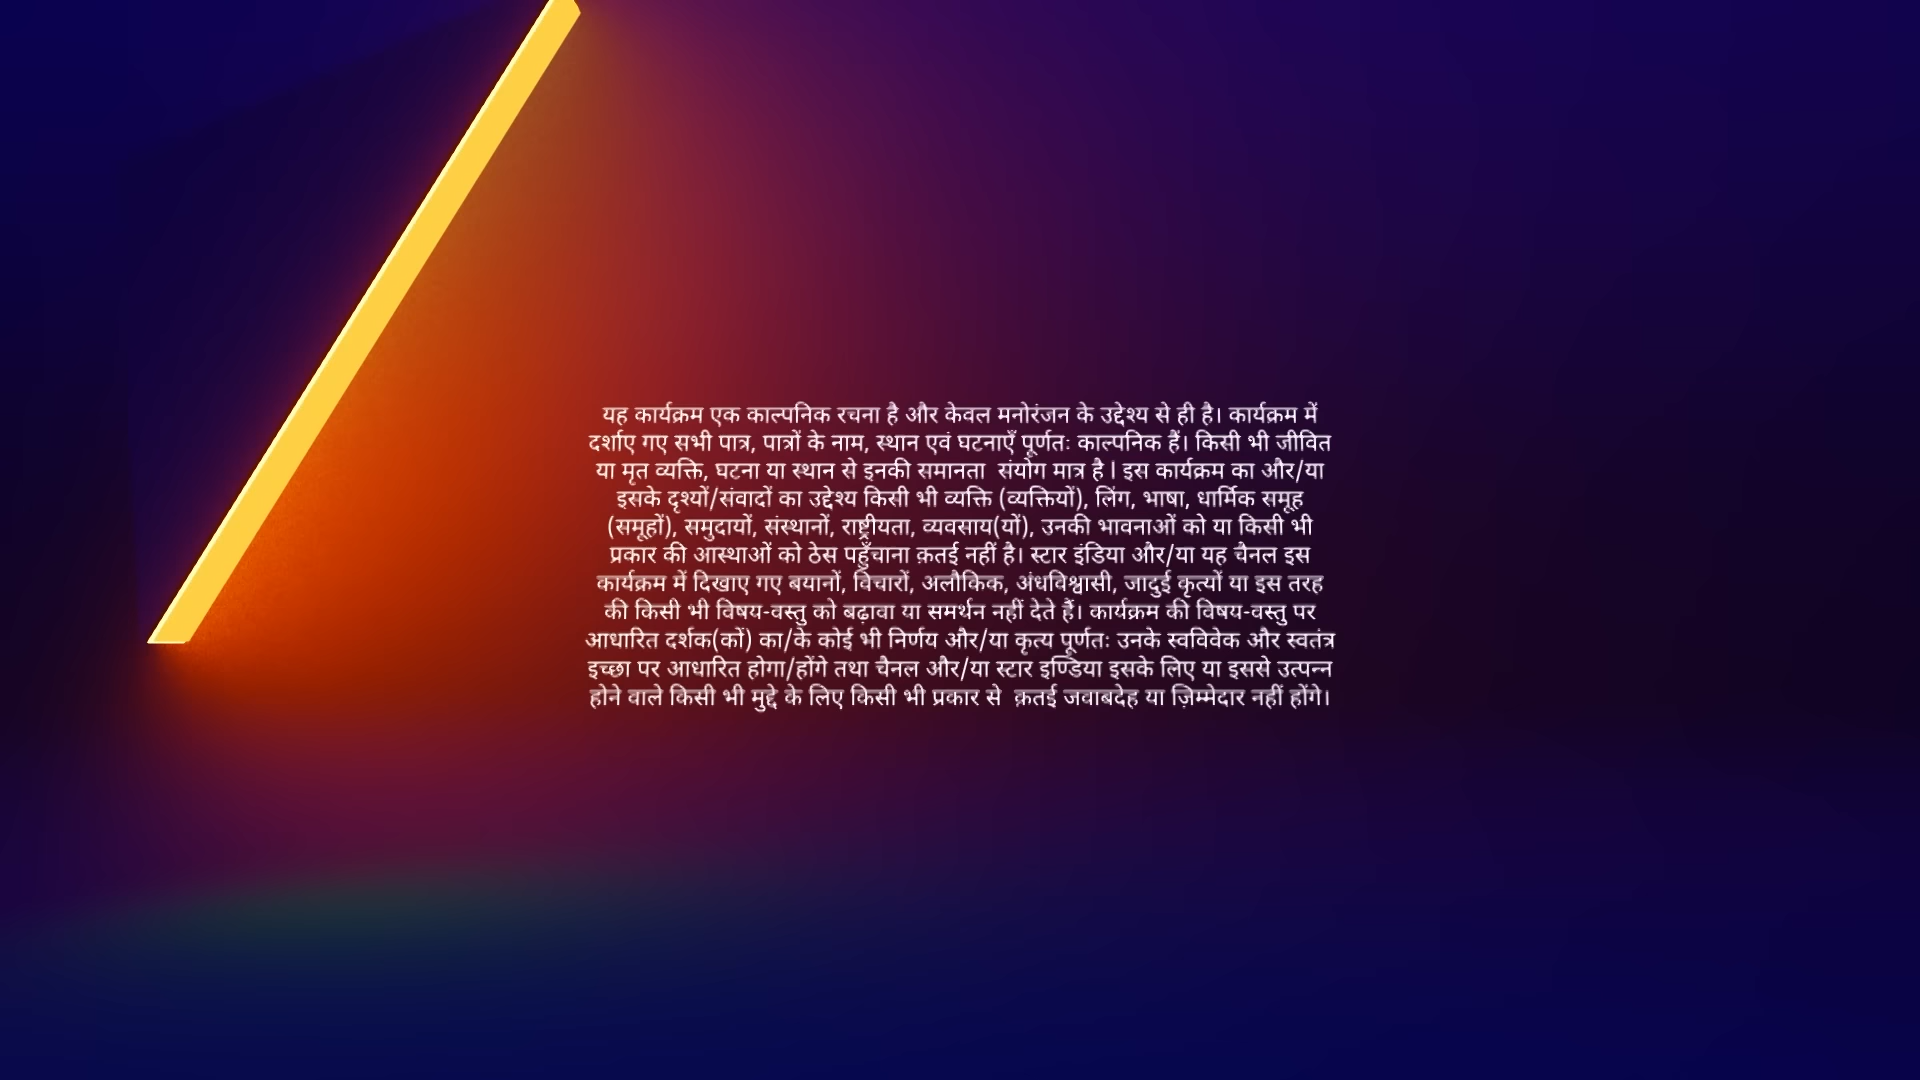 यह कार्यक्रम एक काल्पनिक रचना है और केवल मनोरंजन के उद्देश्य से ही है। कार्यक्रम में
दर्शाए गए सभी पात्र, पात्रों के नाम, स्थान एवं घटनाएँ पूर्णतः काल्पनिक हैं। किसी भी जीवित
या मृत व्यक्ति, घटना या स्थान से इनकी समानता संयोग मात्र है l इस कार्यक्रम का और/या
इसके दृश्यों/संवादों का उद्देश्य किसी भी व्यक्ति (व्यक्तियों), लिंग, भाषा, धार्मिक समूह
(समूहों), समुदायों, संस्थानों, राष्ट्रीयता, व्यवसाय(यों), उनकी भावनाओं को या किसी भी
प्रकार की आस्थाओं को ठेस पहुँचाना क़तई नहीं है। स्टार इंडिया और/या यह चैनल इस
कार्यक्रम में दिखाए गए बयानों, विचारों, अलौकिक, अंधविश्वासी, जादुई कृत्यों या इस तरह
की किसी भी विषय-वस्तु को बढ़ावा या समर्थन नहीं देते हैं। कार्यक्रम की विषय-वस्तु पर
आधारित दर्शक(कों) का/के कोई भी निर्णय और/या कृत्य पूर्णतः उनके स्वविवेक और स्वतंत्र
इच्छा पर आधारित होगा/होंगे तथा चैनल और/या स्टार इण्डिया इसके लिए या इससे उत्पन्न
होने वाले किसी भी मुद्दे के लिए किसी भी प्रकार से क़तई जवाबदेह या ज़िम्मेदार नहीं होंगे।